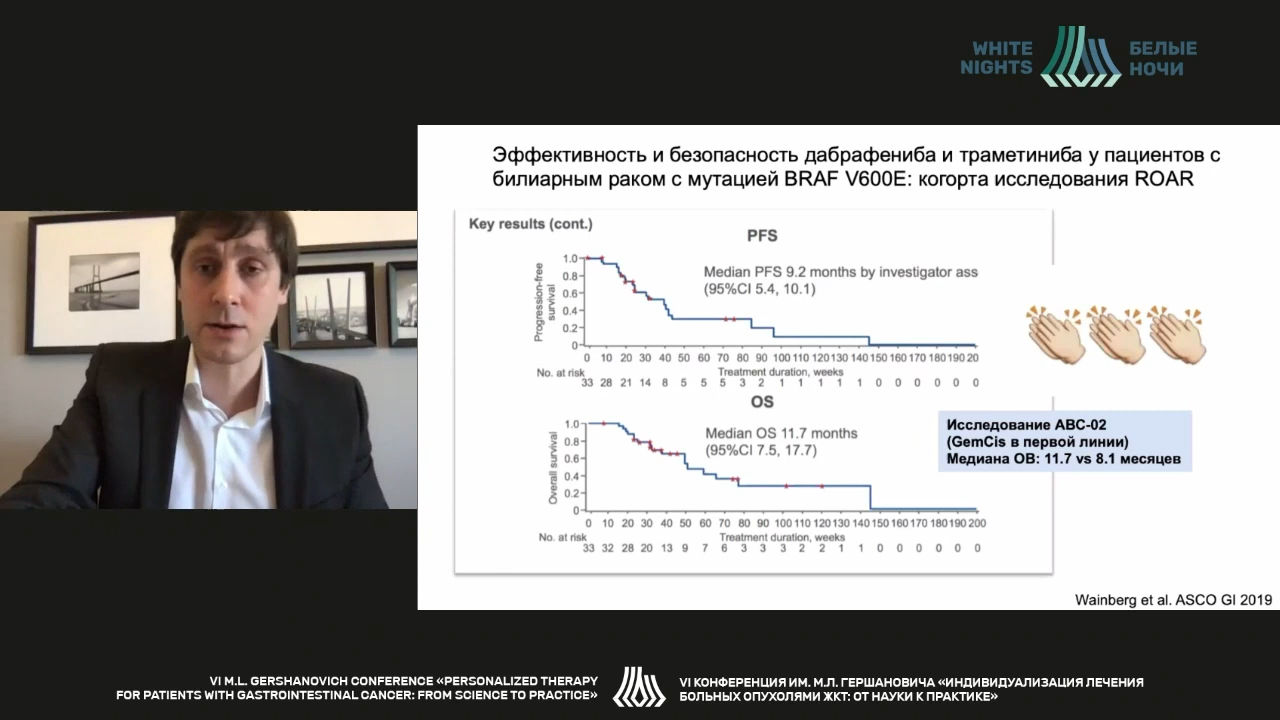 WHITE
NIGHTS
БЕЛЫЕ
НОЧИ
Эффективность и безопасность дабрафениба и траметиниба у пациентов с
билиарным раком с мутацией BRAF V600E: когорта исследования ROAR
Key results (cont.)
PFS
Median PFS 9.2 months by investigator ass
(95%CI 5.4, 10.1)
Progression-free
survival
1.0
0.8
0.6
0.4
0.2
0
0 10 20 30 40 50 60 70 80 90 100 110 120 130 140 150 160 170 180 190 20
No. at risk
Treatment duration, weeks
33 28 21 14 8 5 5 5 3 2 1 1 1 1 1 0 0 0 0 0 0
OS
Median OS 11.7 months
(95%CI 7.5, 17.7)
Overall survival
1.0
0.8
0.6
0.4
0.2
0
0 10 20 30 40 50 60 70 80 90 100 110 120 130 140 150 160 170 180 190 200
No. at risk
Treatment duration, weeks
33 32 28 20 13 9 7 6 3 3 3 2 2 1 1 0 0 0 0 0 0
Исследование ABC-02
(GemCis в первой линии)
Медиана ОВ: 11.7 vs 8.1 месяцев
Wainberg et al. ASCO GI 2019
VI M.L. GERSHANOVICH CONFERENCE «PERSONALIZED THERAPY
FOR PATIENTS WITH GASTROINTESTINAL CANCER: FROM SCIENCE TO PRACTICE»
VI КОНФЕРЕНЦИЯ ИМ. М.Л. ГЕРШАНОВИЧА «ИНДИВИДУАЛИЗАЦИЯ ЛЕЧЕНИЯ
БОЛЬНЫХ ОПУХОЛЯМИ ЖКТ: ОТ НАУКИ К ПРАКТИКЕ»